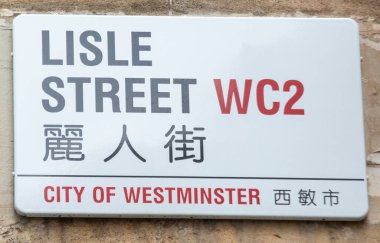 LISLE
STREET WC2
麗人街
CITY OF WESTMINSTER 西敏市